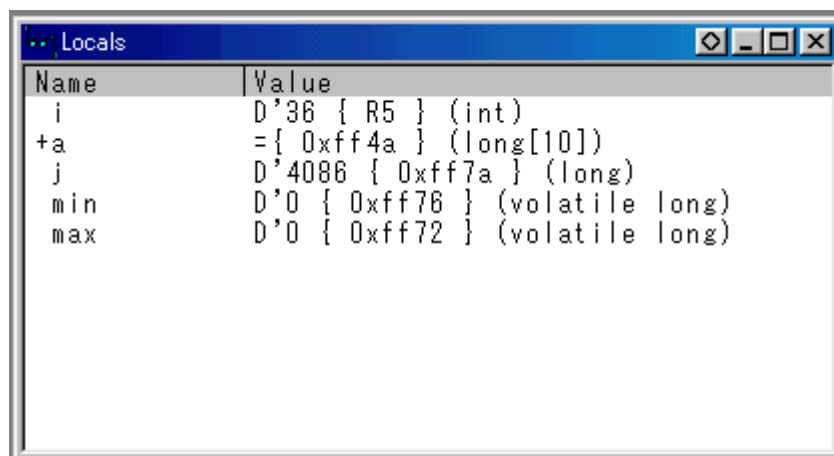 Locals
Name Value
i D'36 { R5 } (int)
+a ={ 0xff4a } (long[10])
j D'4086 { 0xff7a } (long)
min D'0 { 0xff76 } (volatile long)
max D'0 { 0xff72 } (volatile long)